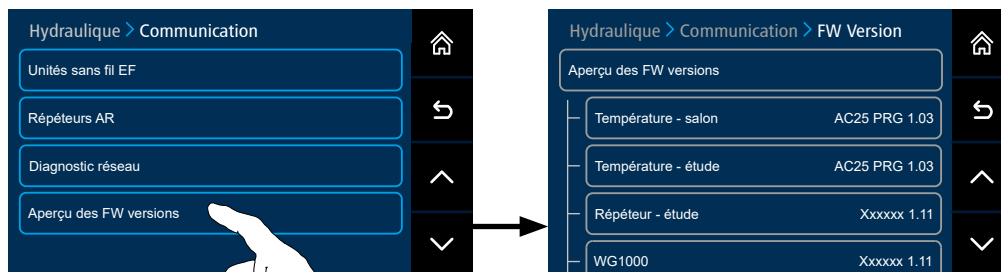 Hydraulique > Communication
Unités sans fil EF
Répéteurs AR
Diagnostic réseau
Aperçu des FW versions
Hydraulique > Communication > FW Version
Aperçu des FW versions
Température - salon AC25 PRG 1.03
Température - étude AC25 PRG 1.03
Répéteur - étude Xxxxxx 1.11
WG1000 Xxxxxx 1.11